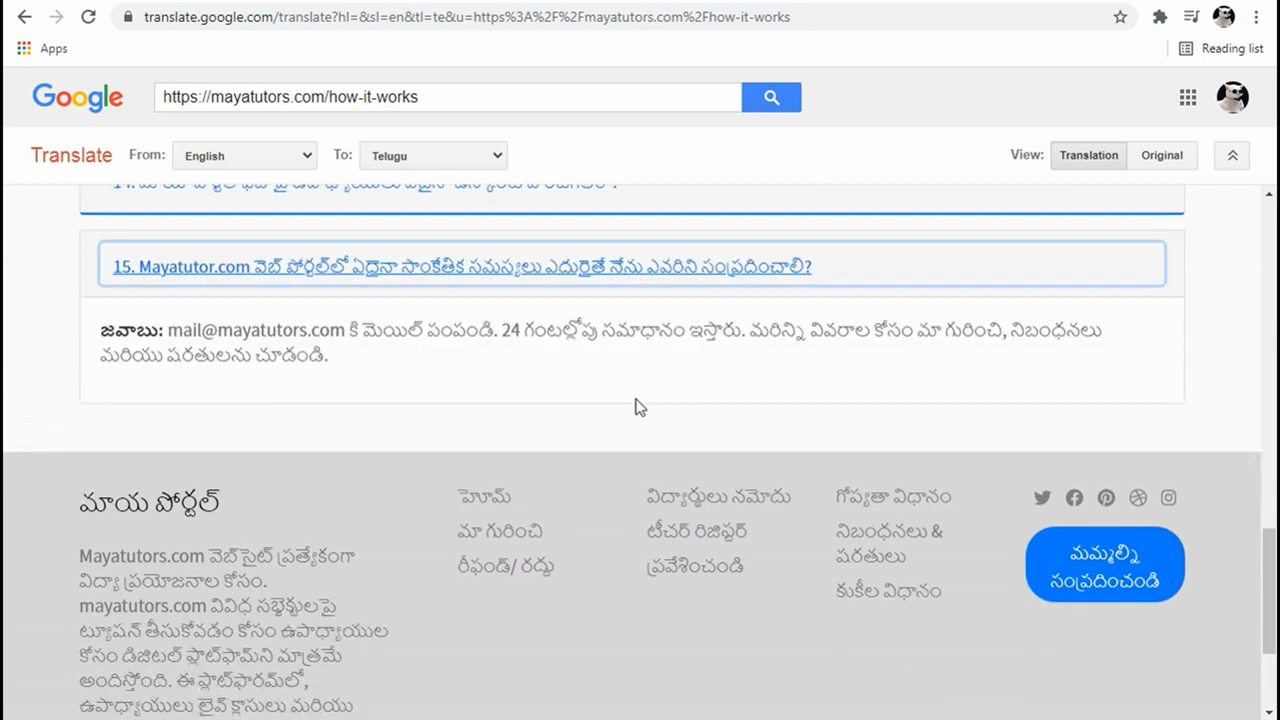 translate.google.com/translate?hl=&sl=en&tl=te&u=https%3A%2F%2Fmayatutors.com%2Fhow-it-works
Apps
Reading list
Google
https://mayatutors.com/how-it-works
Translate From: English To: Telugu View: Translation Original
15. Mayatutor.com వెబ్ పోర్టల్‌లో ఏదైనా సాంకేతిక సమస్యలు ఎదురైతే నేను ఎవరిని సంప్రదించాలి?
జవాబు: mail@mayatutors.com కి మెయిల్ పంపండి. 24 గంటల్లోపు సమాధానం ఇస్తారు. మరిన్ని వివరాల కోసం మా గురించి, నిబంధనలు
మరియు షరతులను చూడండి.
మాయ పోర్టల్
Mayatutors.com వెబ్‌సైట్ ప్రత్యేకంగా
విద్యా ప్రయోజనాల కోసం.
mayatutors.com వివిధ సబ్జెక్టులపై
ట్యూషన్ తీసుకోవడం కోసం ఉపాధ్యాయుల
కోసం డిజిటల్ ప్లాట్‌ఫామ్‌ని మాత్రమే
అందిస్తోంది. ఈ ప్లాట్‌ఫారమ్‌లో,
ఉపాధ్యాయులు లైవ్ క్లాసులు మరియు
హోమ్
మా గురించి
రీఫండ్/ రద్దు
విద్యార్థులు నమోదు
టీచర్ రిజిష్టర్
ప్రవేశించండి
గోప్యతా విధానం
నిబంధనలు &
షరతులు
కుకీల విధానం
మమ్మల్ని
సంప్రదించండి